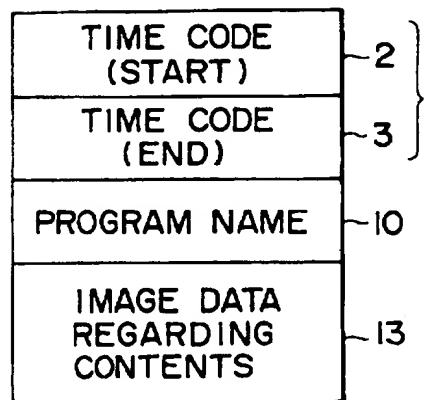 TIME CODE
(START)
2
TIME CODE
(END)
3
PROGRAM NAME
10
IMAGE DATA
REGARDING
CONTENTS
13